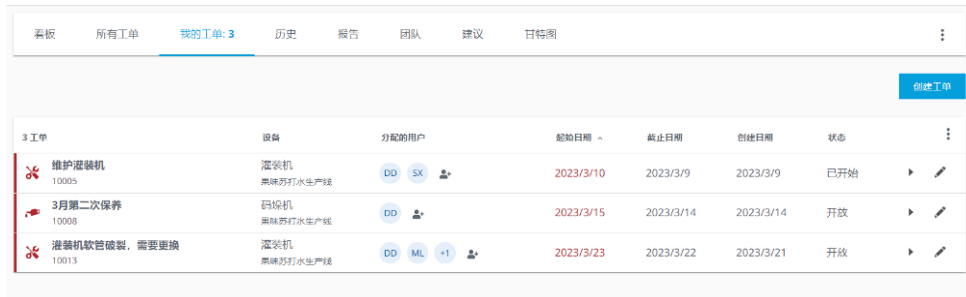 看板 所有工单 我的工单: 3 历史 报告 团队 建议 甘特图
创建工单
3 工单 设备 分配的用户 起始日期 截止日期 创建日期 状态
维护灌装机 灌装机 DD SX 2023/3/10 2023/3/9 2023/3/9 已开始
10005 果味苏打水生产线
3月第二次保养 码垛机 DD 2023/3/15 2023/3/14 2023/3/14 开放
10008 果味苏打水生产线
灌装机软管破裂，需要更换 灌装机 DD ML +1 2023/3/23 2023/3/22 2023/3/21 开放
10013 果味苏打水生产线